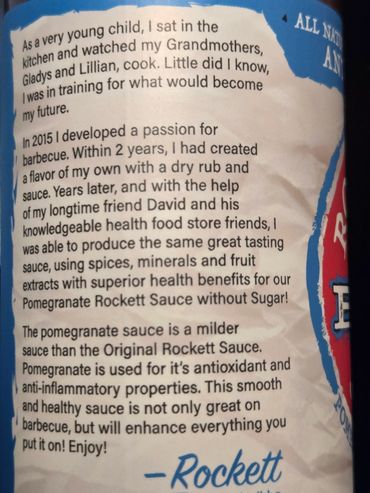 As a very young child, I sat in the
kitchen and watched my Grandmothers,
Gladys and Lillian, cook. Little did I know,
I was in training for what would become
my future.
In 2015 I developed a passion for
barbecue. Within 2 years, I had created
a flavor of my own with a dry rub and
sauce. Years later, and with the help
of my longtime friend David and his
knowledgeable health food store friends, I
was able to produce the same great tasting
sauce, using spices, minerals and fruit
extracts with superior health benefits for our
Pomegranate Rockett Sauce without Sugar!
The pomegranate sauce is a milder
sauce than the Original Rockett Sauce.
Pomegranate is used for it's antioxidant and
anti-inflammatory properties. This smooth
and healthy sauce is not only great on
barbecue, but will enhance everything you
put it on! Enjoy!
—Rockett
ALL